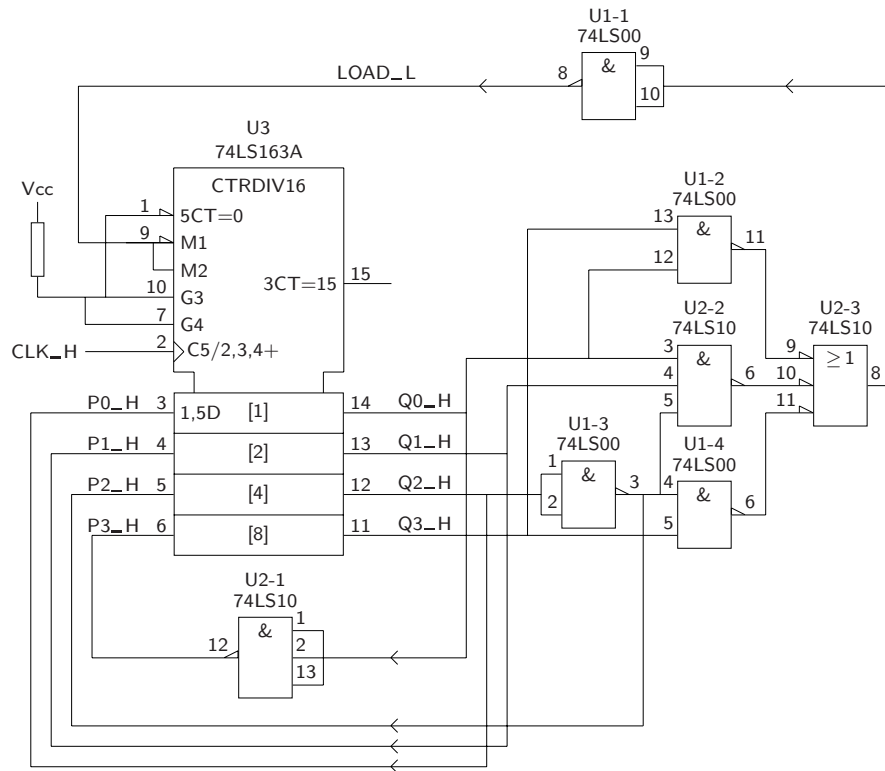 U1-1
74LS00
&
9
10
8
LOAD_L
U3
74LS163A
CTRDIV16
Vcc
1
5CT=0
9
M1
M2
10
G3
3CT=15
15
7
G4
CLK_H
2
C5/2,3,4+
P0_H
3
1,5D
[1]
14
Q0_H
P1_H
4
[2]
13
Q1_H
P2_H
5
[4]
12
Q2_H
P3_H
6
[8]
11
Q3_H
U1-2
74LS00
13
&
11
12
U2-2
74LS10
3
&
4
6
5
U2-3
74LS10
9
≥1
10
8
11
U1-3
74LS00
1
&
3
2
U1-4
74LS00
4
&
6
5
U2-1
74LS10
&
1
12
2
13